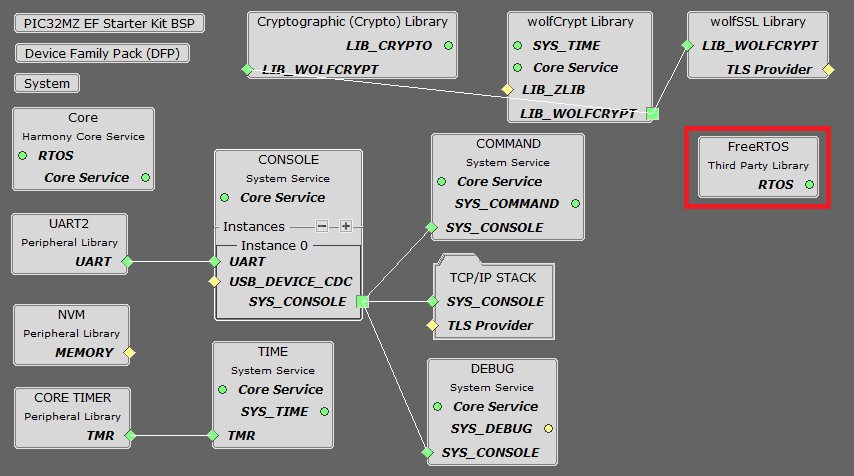 PIC32MZ EF Starter Kit BSP
Device Family Pack (DFP)
System
Cryptographic (Crypto) Library
LIB_CRYPTO
LIB_WOLFCRYPT
wolfCrypt Library
SYS_TIME
Core Service
LIB_ZLIB
LIB_WOLFCRYPT
wolfSSL Library
LIB_WOLFCRYPT
TLS Provider
Core
Harmony Core Service
RTOS
Core Service
CONSOLE
System Service
Core Service
Instances
Instance 0
UART
USB_DEVICE_CDC
SYS_CONSOLE
COMMAND
System Service
Core Service
SYS_COMMAND
SYS_CONSOLE
FreeRTOS
Third Party Library
RTOS
UART2
Peripheral Library
UART
TCP/IP STACK
SYS_CONSOLE
TLS Provider
NVM
Peripheral Library
MEMORY
TIME
System Service
Core Service
SYS_TIME
TMR
DEBUG
System Service
Core Service
SYS_DEBUG
SYS_CONSOLE
CORE TIMER
Peripheral Library
TMR